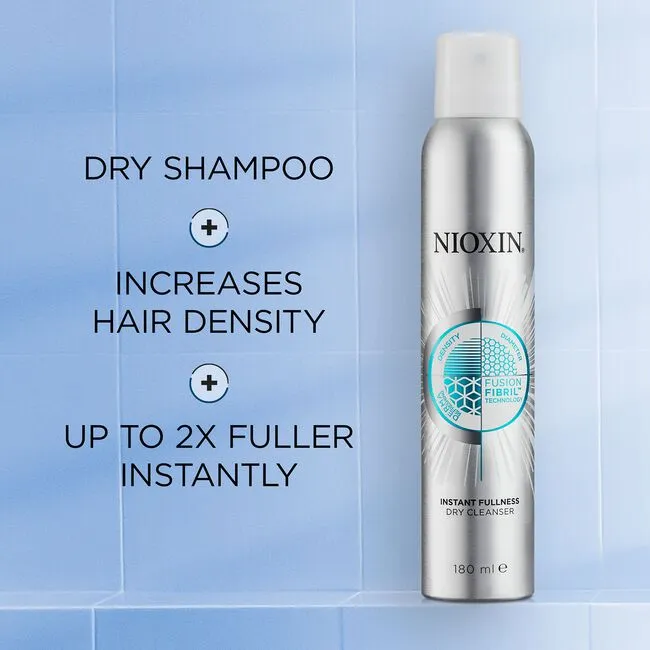 DRY SHAMPOO
+
INCREASES
HAIR DENSITY
+
UP TO 2X FULLER
INSTANTLY
NIOXIN®
DENSITY
DIAMETER
FUSION
FIBRIL™
TECHNOLOGY
INSTANT FULLNESS
DRY CLEANSER
180 ml ℮